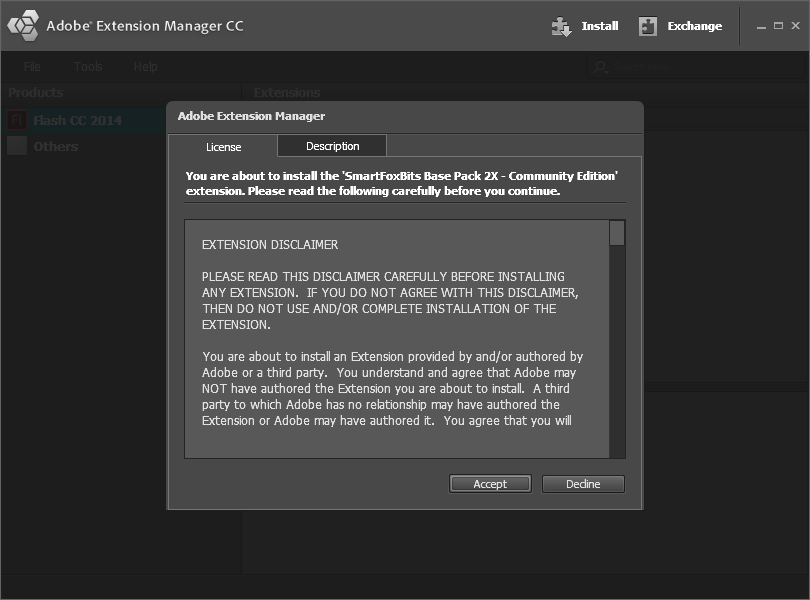 Adobe® Extension Manager CC
Install
Exchange
File
Tools
Help
Products
Extensions
Fl
Flash CC 2014
Others
Adobe Extension Manager
License
Description
You are about to install the 'SmartFoxBits Base Pack 2X - Community Edition'
extension. Please read the following carefully before you continue.
EXTENSION DISCLAIMER
PLEASE READ THIS DISCLAIMER CAREFULLY BEFORE INSTALLING
ANY EXTENSION.  IF YOU DO NOT AGREE WITH THIS DISCLAIMER,
THEN DO NOT USE AND/OR COMPLETE INSTALLATION OF THE
EXTENSION.
You are about to install an Extension provided by and/or authored by
Adobe or a third party.  You understand and agree that Adobe may
NOT have authored the Extension you are about to install.  A third
party to which Adobe has no relationship may have authored the
Extension or Adobe may have authored it.  You agree that you will
Accept
Decline